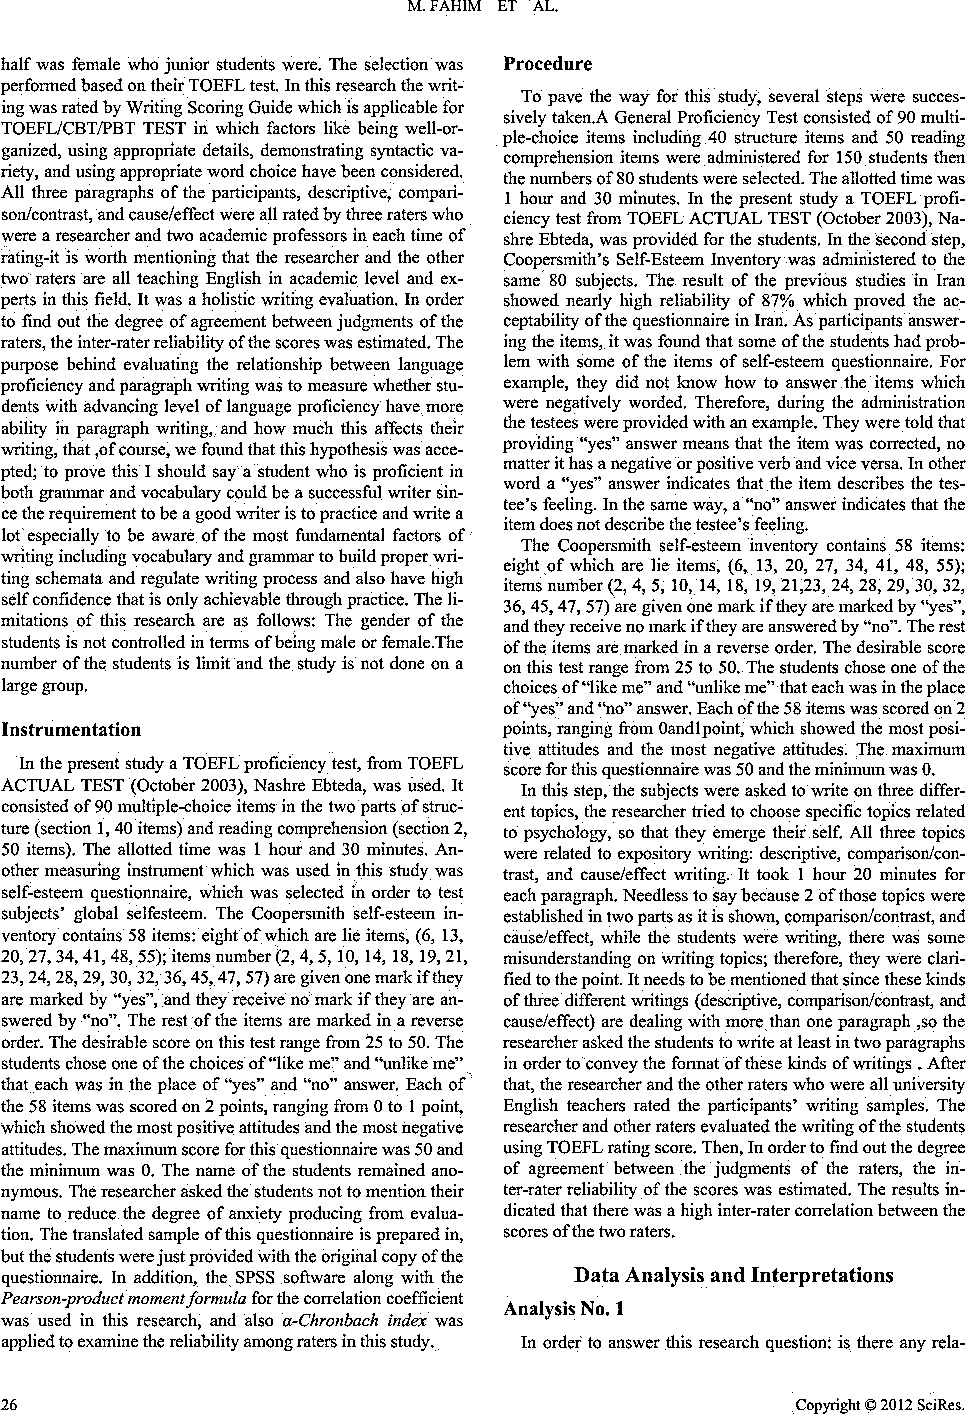 M. FAHIM ET AL.
half was female who junior students were. The selection was
performed based on their TOEFL test. In this research the writ-
ing was rated by Writing Scoring Guide which is applicable for
TOEFL/CBT/PBT TEST in which factors like being well-or-
ganized, using appropriate details, demonstrating syntactic va-
riety, and using appropriate word choice have been considered.
All three paragraphs of the participants, descriptive, compari-
son/contrast, and cause/effect were all rated by three raters who
were a researcher and two academic professors in each time of
rating-it is worth mentioning that the researcher and the other
two raters are all teaching English in academic level and ex-
perts in this field. It was a holistic writing evaluation. In order
to find out the degree of agreement between judgments of the
raters, the inter-rater reliability of the scores was estimated. The
purpose behind evaluating the relationship between language
proficiency and paragraph writing was to measure whether stu-
dents with advancing level of language proficiency have more
ability in paragraph writing, and how much this affects their
writing, that ,of course, we found that this hypothesis was acce-
pted; to prove this I should say a student who is proficient in
both grammar and vocabulary could be a successful writer sin-
ce the requirement to be a good writer is to practice and write a
lot especially to be aware of the most fundamental factors of
writing including vocabulary and grammar to build proper wri-
ting schemata and regulate writing process and also have high
self confidence that is only achievable through practice. The li-
mitations of this research are as follows: The gender of the
students is not controlled in terms of being male or female.The
number of the students is limit and the study is not done on a
large group.
Instrumentation
In the present study a TOEFL proficiency test, from TOEFL
ACTUAL TEST (October 2003), Nashre Ebteda, was used. It
consisted of 90 multiple-choice items in the two parts of struc-
ture (section 1, 40 items) and reading comprehension (section 2,
50 items). The allotted time was 1 hour and 30 minutes. An-
other measuring instrument which was used in this study was
self-esteem questionnaire, which was selected in order to test
subjects’ global selfesteem. The Coopersmith self-esteem in-
ventory contains 58 items: eight of which are lie items, (6, 13,
20, 27, 34, 41, 48, 55); items number (2, 4, 5, 10, 14, 18, 19, 21,
23, 24, 28, 29, 30, 32, 36, 45, 47, 57) are given one mark if they
are marked by “yes”, and they receive no mark if they are an-
swered by “no”. The rest of the items are marked in a reverse
order. The desirable score on this test range from 25 to 50. The
students chose one of the choices of “like me” and “unlike me”
that each was in the place of “yes” and “no” answer. Each of
the 58 items was scored on 2 points, ranging from 0 to 1 point,
which showed the most positive attitudes and the most negative
attitudes. The maximum score for this questionnaire was 50 and
the minimum was 0. The name of the students remained ano-
nymous. The researcher asked the students not to mention their
name to reduce the degree of anxiety producing from evalua-
tion. The translated sample of this questionnaire is prepared in,
but the students were just provided with the original copy of the
questionnaire. In addition, the SPSS software along with the
Pearson-product moment formula for the correlation coefficient
was used in this research, and also α-Chronbach index was
applied to examine the reliability among raters in this study.
Procedure
To pave the way for this study, several steps were succes-
sively taken.A General Proficiency Test consisted of 90 multi-
ple-choice items including 40 structure items and 50 reading
comprehension items were administered for 150 students then
the numbers of 80 students were selected. The allotted time was
1 hour and 30 minutes. In the present study a TOEFL profi-
ciency test from TOEFL ACTUAL TEST (October 2003), Na-
shre Ebteda, was provided for the students. In the second step,
Coopersmith’s Self-Esteem Inventory was administered to the
same 80 subjects. The result of the previous studies in Iran
showed nearly high reliability of 87% which proved the ac-
ceptability of the questionnaire in Iran. As participants answer-
ing the items, it was found that some of the students had prob-
lem with some of the items of self-esteem questionnaire. For
example, they did not know how to answer the items which
were negatively worded. Therefore, during the administration
the testees were provided with an example. They were told that
providing “yes” answer means that the item was corrected, no
matter it has a negative or positive verb and vice versa. In other
word a “yes” answer indicates that the item describes the tes-
tee’s feeling. In the same way, a “no” answer indicates that the
item does not describe the testee’s feeling.
The Coopersmith self-esteem inventory contains 58 items:
eight of which are lie items, (6, 13, 20, 27, 34, 41, 48, 55);
items number (2, 4, 5, 10, 14, 18, 19, 21,23, 24, 28, 29, 30, 32,
36, 45, 47, 57) are given one mark if they are marked by “yes”,
and they receive no mark if they are answered by “no”. The rest
of the items are marked in a reverse order. The desirable score
on this test range from 25 to 50. The students chose one of the
choices of “like me” and “unlike me” that each was in the place
of “yes” and “no” answer. Each of the 58 items was scored on 2
points, ranging from 0and1point, which showed the most posi-
tive attitudes and the most negative attitudes. The maximum
score for this questionnaire was 50 and the minimum was 0.
In this step, the subjects were asked to write on three differ-
ent topics, the researcher tried to choose specific topics related
to psychology, so that they emerge their self. All three topics
were related to expository writing: descriptive, comparison/con-
trast, and cause/effect writing. It took 1 hour 20 minutes for
each paragraph. Needless to say because 2 of those topics were
established in two parts as it is shown, comparison/contrast, and
cause/effect, while the students were writing, there was some
misunderstanding on writing topics; therefore, they were clari-
fied to the point. It needs to be mentioned that since these kinds
of three different writings (descriptive, comparison/contrast, and
cause/effect) are dealing with more than one paragraph ,so the
researcher asked the students to write at least in two paragraphs
in order to convey the format of these kinds of writings . After
that, the researcher and the other raters who were all university
English teachers rated the participants’ writing samples. The
researcher and other raters evaluated the writing of the students
using TOEFL rating score. Then, In order to find out the degree
of agreement between the judgments of the raters, the in-
ter-rater reliability of the scores was estimated. The results in-
dicated that there was a high inter-rater correlation between the
scores of the two raters.
Data Analysis and Interpretations
Analysis No. 1
In order to answer this research question: is there any rela-
26
Copyright © 2012 SciRes.